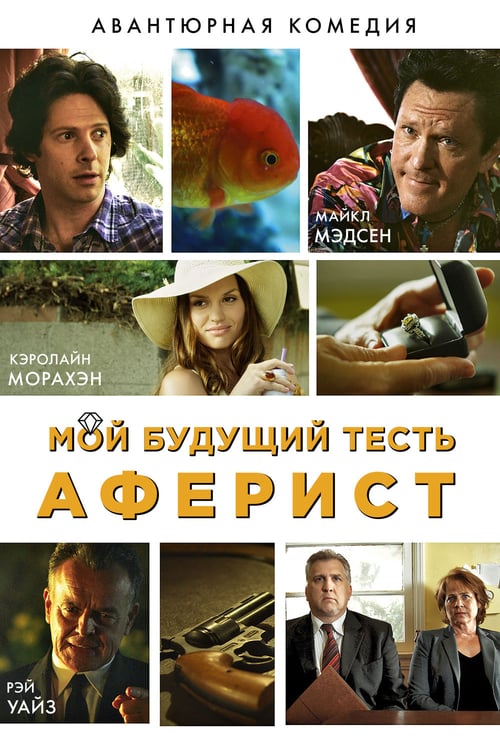 АВАНТЮРНАЯ КОМЕДИЯ
МАЙКЛ
МЭДСЕН
КЭРОЛАЙН
МОРАХЭН
МОЙ БУДУЩИЙ ТЕСТЬ
АФЕРИСТ
РЭЙ
УАЙЗ